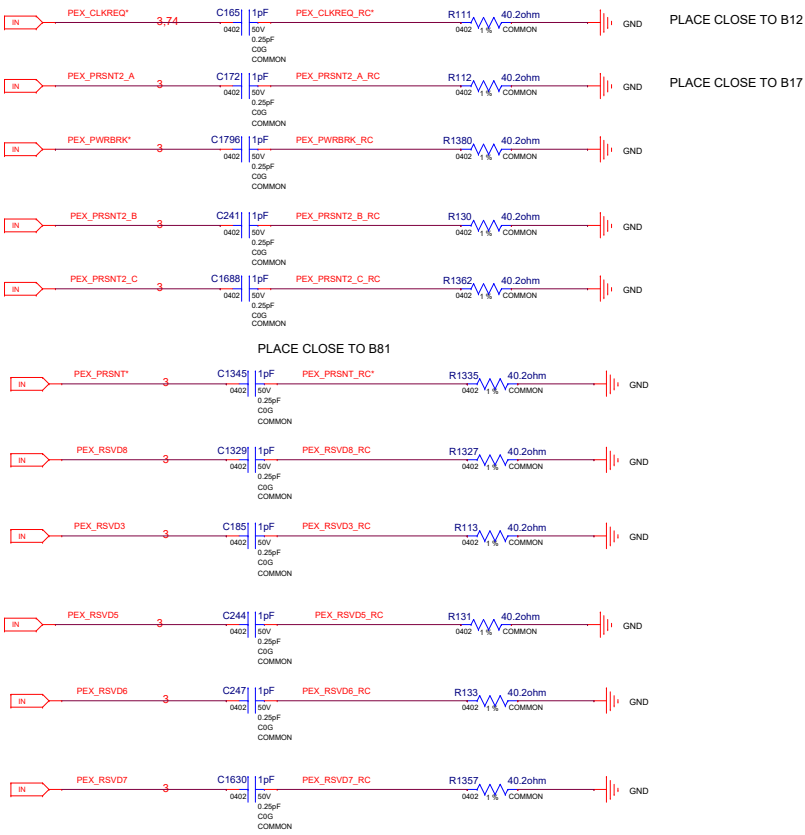 IN PEX_CLKREQ* 3,74 C165 1pF PEX_CLKREQ_RC* R111 40.2ohm GND PLACE CLOSE TO B12
0402 50V 0402 1 % COMMON
0.25pF
C0G
COMMON
IN PEX_PRSNT2_A 3 C172 1pF PEX_PRSNT2_A_RC R112 40.2ohm GND PLACE CLOSE TO B17
0402 50V 0402 1 % COMMON
0.25pF
C0G
COMMON
IN PEX_PWRBRK* 3 C1796 1pF PEX_PWRBRK_RC R1380 40.2ohm GND
0402 50V 0402 1 % COMMON
0.25pF
C0G
COMMON
IN PEX_PRSNT2_B 3 C241 1pF PEX_PRSNT2_B_RC R130 40.2ohm GND
0402 50V 0402 1 % COMMON
0.25pF
C0G
COMMON
IN PEX_PRSNT2_C 3 C1688 1pF PEX_PRSNT2_C_RC R1362 40.2ohm GND
0402 50V 0402 1 % COMMON
0.25pF
C0G
COMMON
PLACE CLOSE TO B81
IN PEX_PRSNT* 3 C1345 1pF PEX_PRSNT_RC* R1335 40.2ohm GND
0402 50V 0402 1 % COMMON
0.25pF
C0G
COMMON
IN PEX_RSVD8 3 C1329 1pF PEX_RSVD8_RC R1327 40.2ohm GND
0402 50V 0402 1 % COMMON
0.25pF
C0G
COMMON
IN PEX_RSVD3 3 C185 1pF PEX_RSVD3_RC R113 40.2ohm GND
0402 50V 0402 1 % COMMON
0.25pF
C0G
COMMON
IN PEX_RSVD5 3 C244 1pF PEX_RSVD5_RC R131 40.2ohm GND
0402 50V 0402 1 % COMMON
0.25pF
C0G
COMMON
IN PEX_RSVD6 3 C247 1pF PEX_RSVD6_RC R133 40.2ohm GND
0402 50V 0402 1 % COMMON
0.25pF
C0G
COMMON
IN PEX_RSVD7 3 C1630 1pF PEX_RSVD7_RC R1357 40.2ohm GND
0402 50V 0402 1 % COMMON
0.25pF
C0G
COMMON